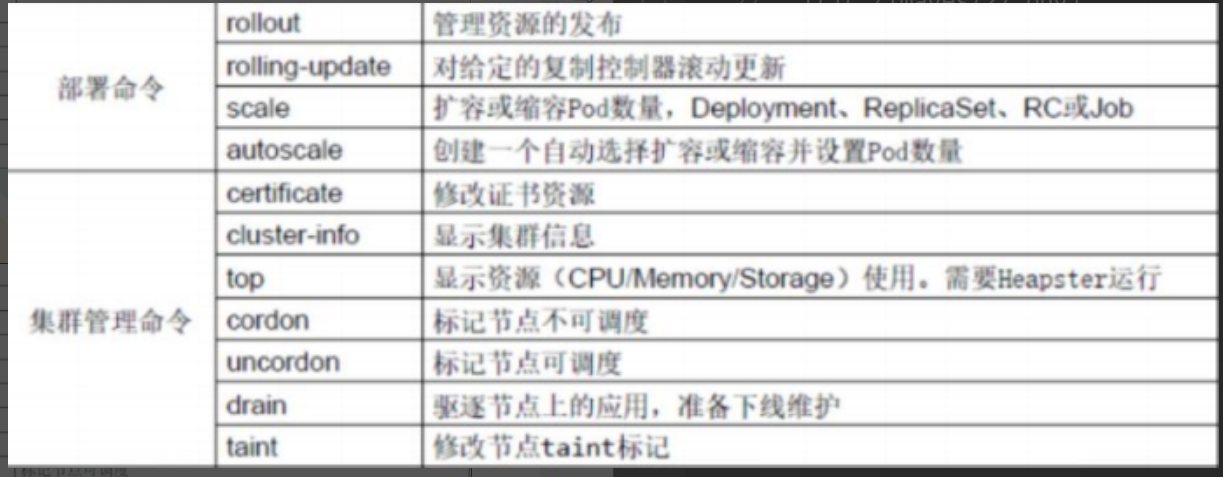 rollout 管理资源的发布
rolling-update 对给定的复制控制器滚动更新
部署命令
scale 扩容或缩容Pod数量，Deployment、ReplicaSet、RC或Job
autoscale 创建一个自动选择扩容或缩容并设置Pod数量
certificate 修改证书资源
cluster-info 显示集群信息
top 显示资源（CPU/Memory/Storage）使用。需要Heapster运行
集群管理命令
cordon 标记节点不可调度
uncordon 标记节点可调度
drain 驱逐节点上的应用，准备下线维护
taint 修改节点taint标记